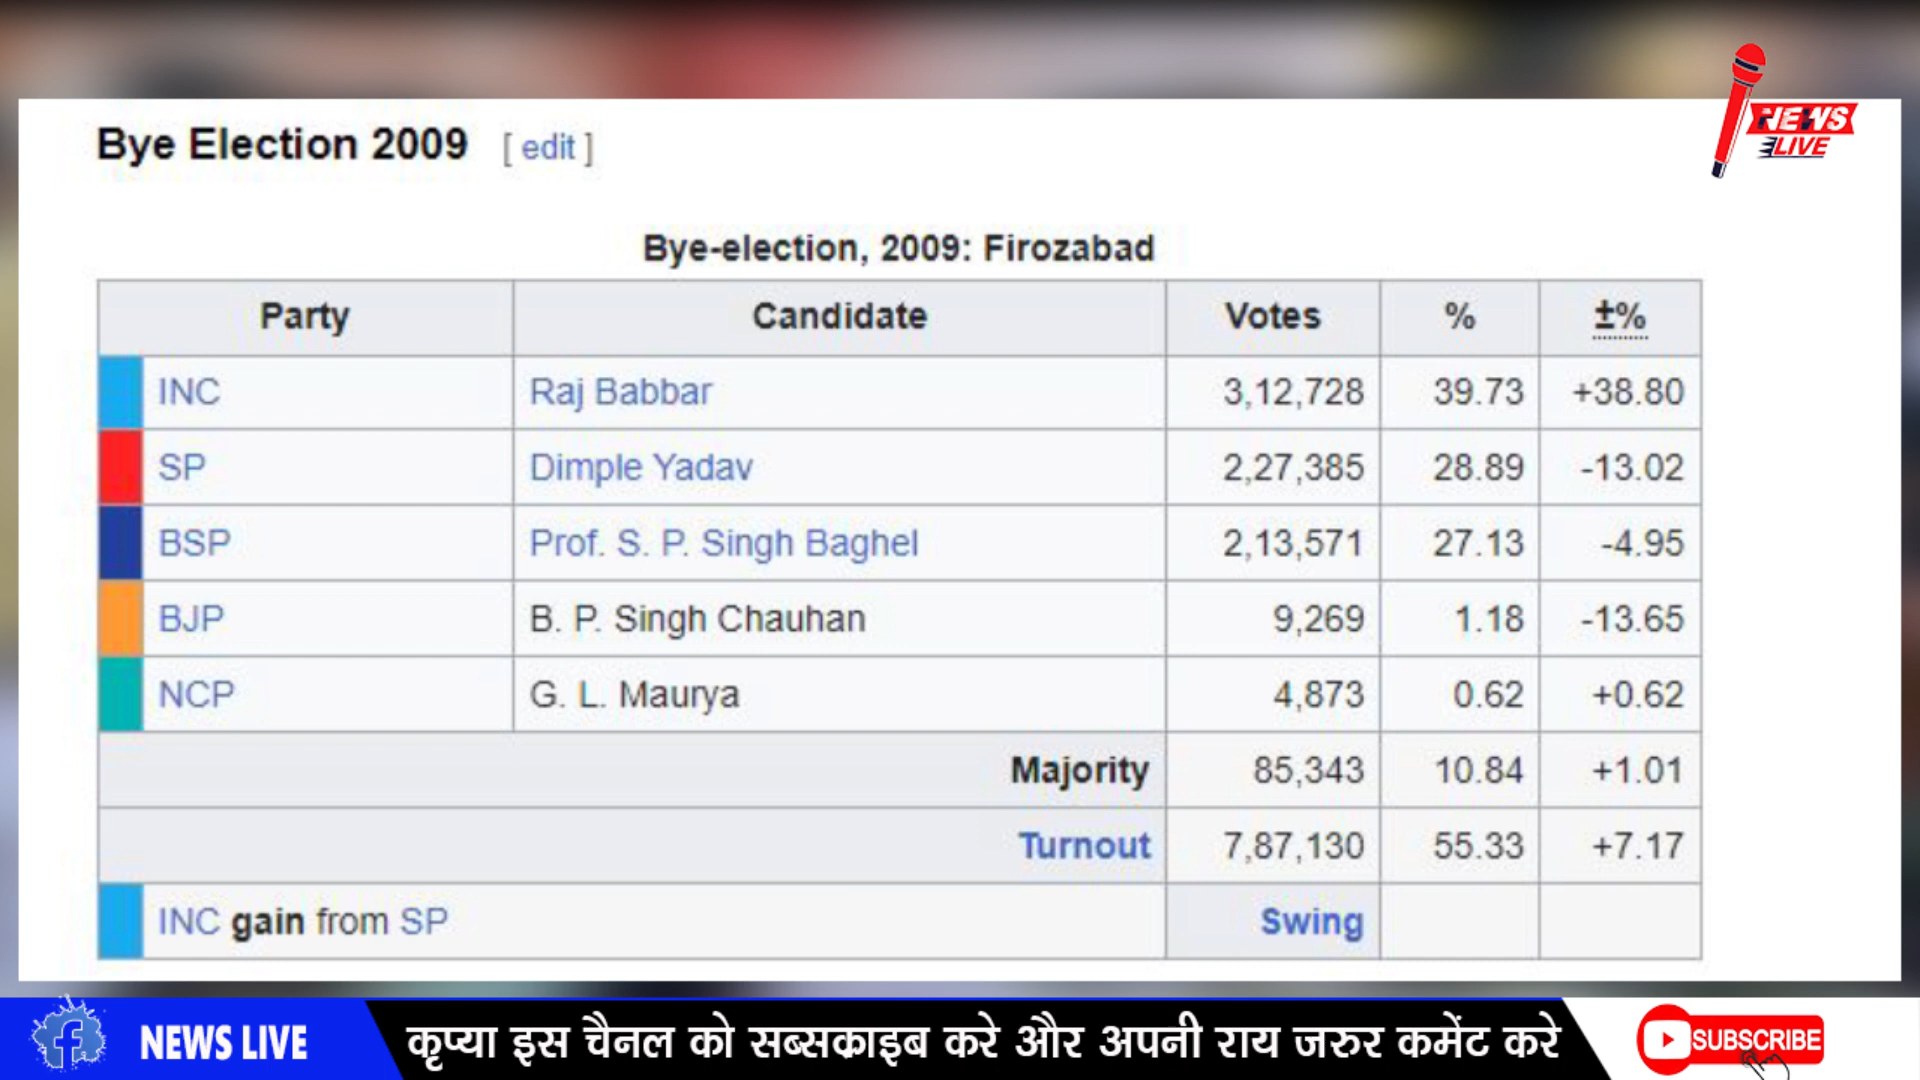 NEWS
LIVE
Bye Election 2009 [ edit ]
Bye-election, 2009: Firozabad
Party Candidate Votes % ±%
INC Raj Babbar 3,12,728 39.73 +38.80
SP Dimple Yadav 2,27,385 28.89 -13.02
BSP Prof. S. P. Singh Baghel 2,13,571 27.13 -4.95
BJP B. P. Singh Chauhan 9,269 1.18 -13.65
NCP G. L. Maurya 4,873 0.62 +0.62
Majority 85,343 10.84 +1.01
Turnout 7,87,130 55.33 +7.17
INC gain from SP Swing
NEWS LIVE कृप्या इस चैनल को सब्सक्राइब करे और अपनी राय जरुर कमेंट करे SUBSCRIBE